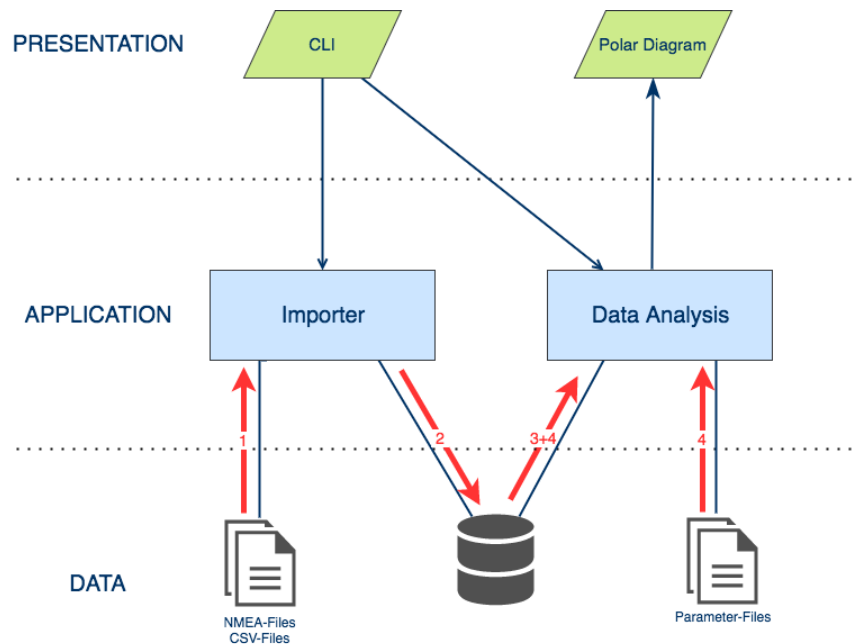 PRESENTATION
CLI
Polar Diagram
APPLICATION
Importer
Data Analysis
1
2
3+4
4
DATA
NMEA-Files
CSV-Files
Parameter-Files